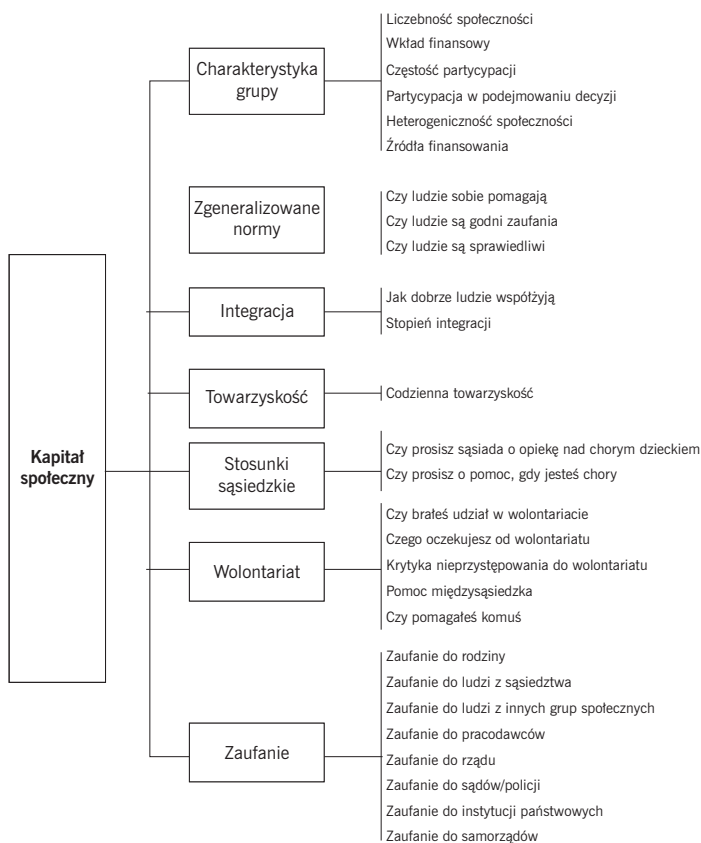 Kapitał
społeczny
Charakterystyka
grupy
Liczebność społeczności
Wkład finansowy
Częstość partycypacji
Partycypacja w podejmowaniu decyzji
Heterogeniczność społeczności
Źródła finansowania
Zgeneralizowane
normy
Czy ludzie sobie pomagają
Czy ludzie są godni zaufania
Czy ludzie są sprawiedliwi
Integracja
Jak dobrze ludzie współżyją
Stopień integracji
Towarzyskość
Codzienna towarzyskość
Stosunki
sąsiedzkie
Czy prosisz sąsiada o opiekę nad chorym dzieckiem
Czy prosisz o pomoc, gdy jesteś chory
Wolontariat
Czy brałeś udział w wolontariacie
Czego oczekujesz od wolontariatu
Krytyka nieprzystępowania do wolontariatu
Pomoc międzysąsiedzka
Czy pomagałeś komuś
Zaufanie
Zaufanie do rodziny
Zaufanie do ludzi z sąsiedztwa
Zaufanie do ludzi z innych grup społecznych
Zaufanie do pracodawców
Zaufanie do rządu
Zaufanie do sądów/policji
Zaufanie do instytucji państwowych
Zaufanie do samorządów